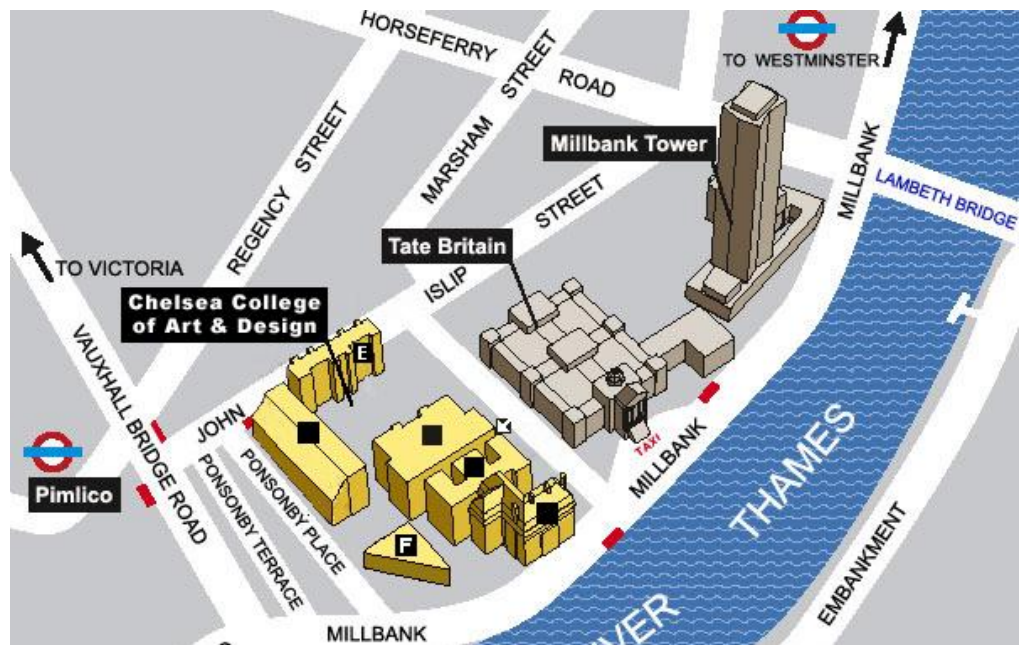 HORSEFERRY
ROAD
TO WESTMINSTER
REGENCY STREET
MARSHAM STREET
Millbank Tower
MILLBANK
LAMBETH BRIDGE
Tate Britain
JOHN ISLIP STREET
TO VICTORIA
Chelsea College
of Art & Design
E
VAUXHALL BRIDGE ROAD
Pimlico
PONSONBY PLACE
PONSONBY TERRACE
F
TAXI
MILLBANK
THAMES
EMBANKMENT
MILLBANK